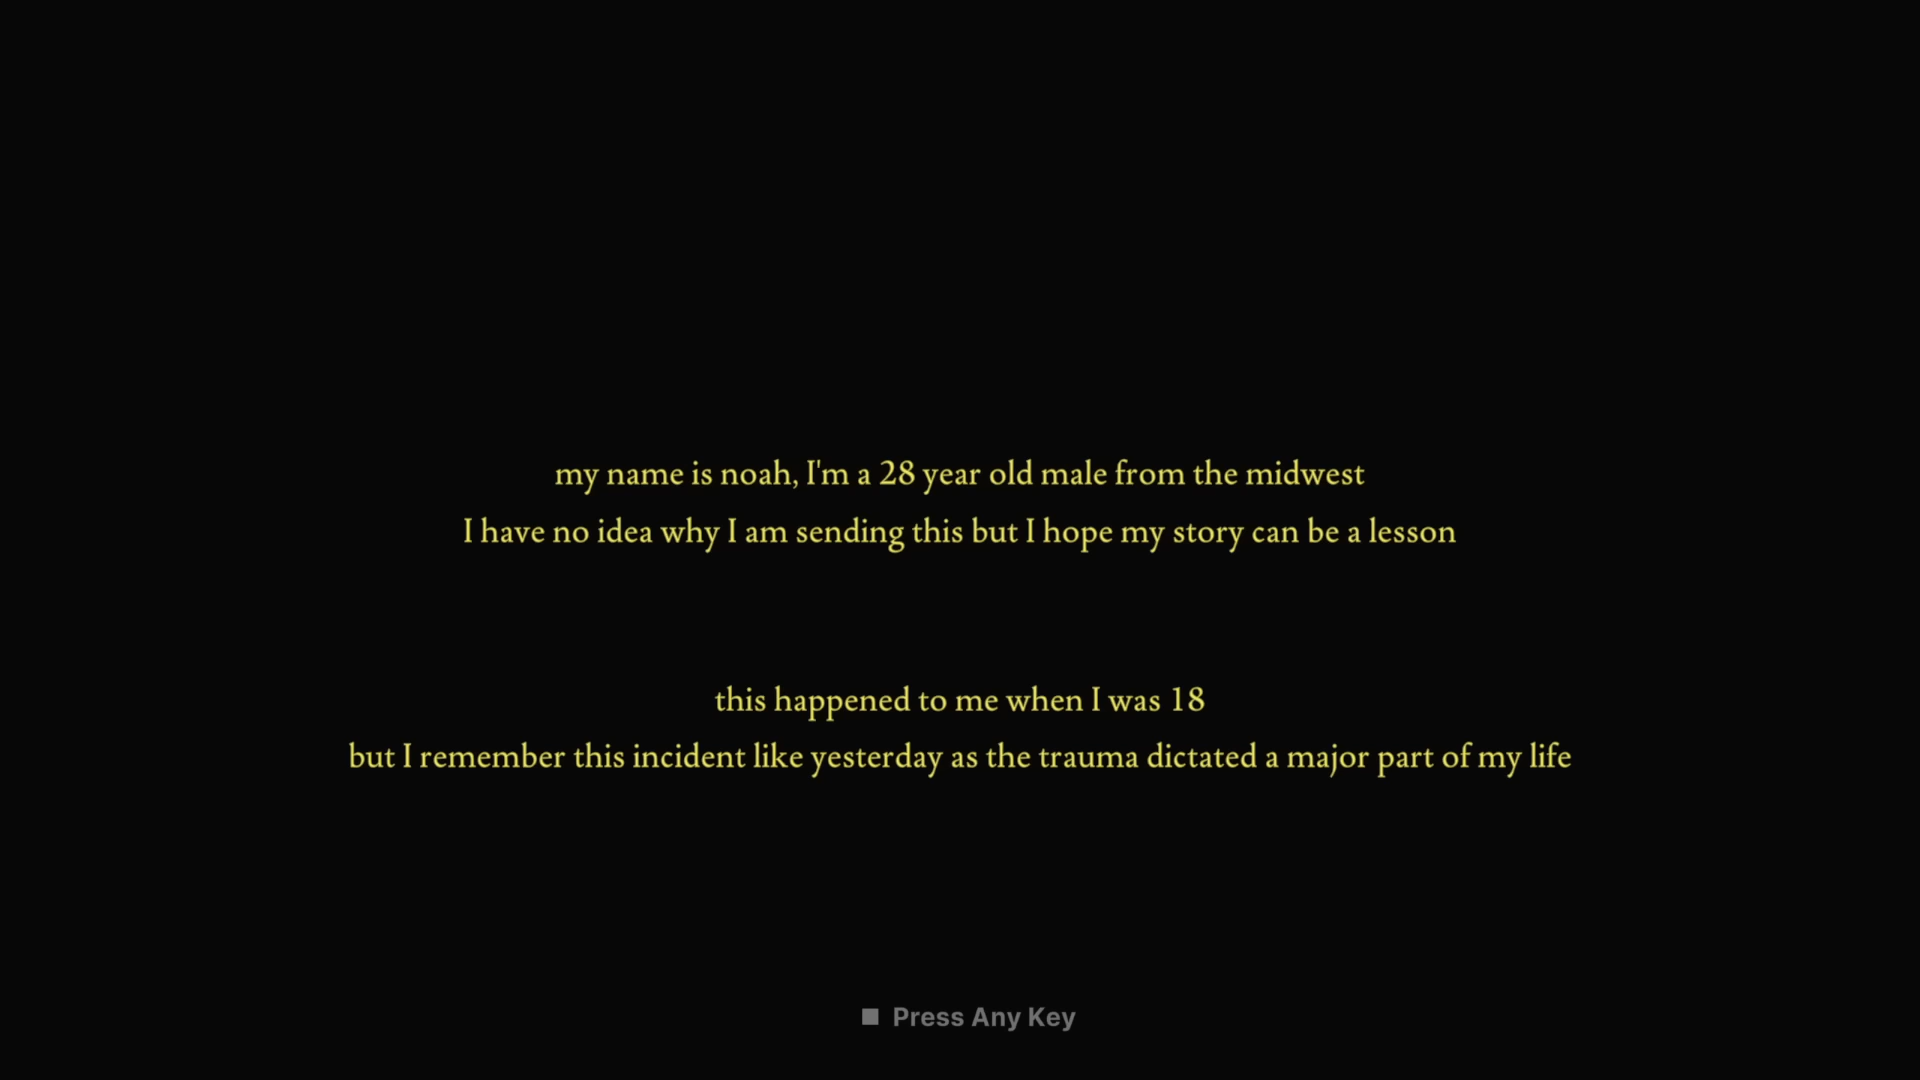 my name is noah, I'm a 28 year old male from the midwest
I have no idea why I am sending this but I hope my story can be a lesson
this happened to me when I was 18
but I remember this incident like yesterday as the trauma dictated a major part of my life
Press Any Key